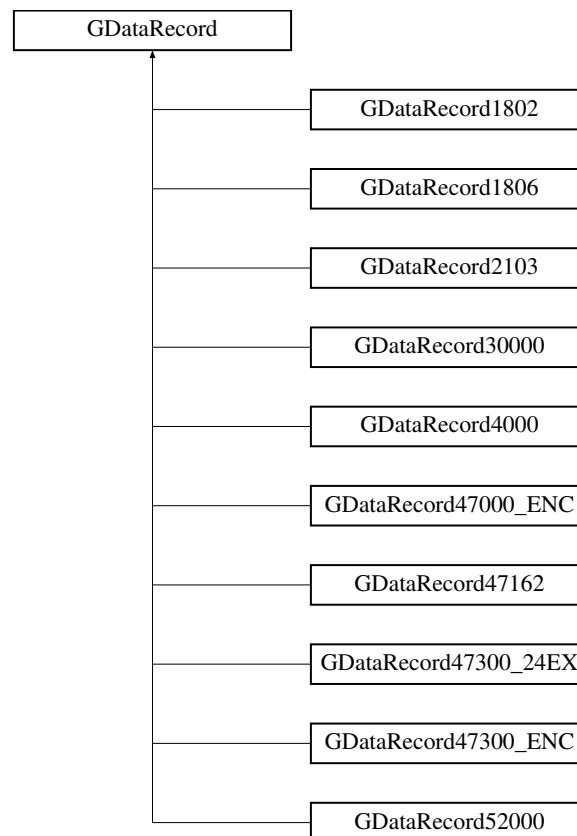 GDataRecord
GDataRecord1802
GDataRecord1806
GDataRecord2103
GDataRecord30000
GDataRecord4000
GDataRecord47000_ENC
GDataRecord47162
GDataRecord47300_24EX
GDataRecord47300_ENC
GDataRecord52000